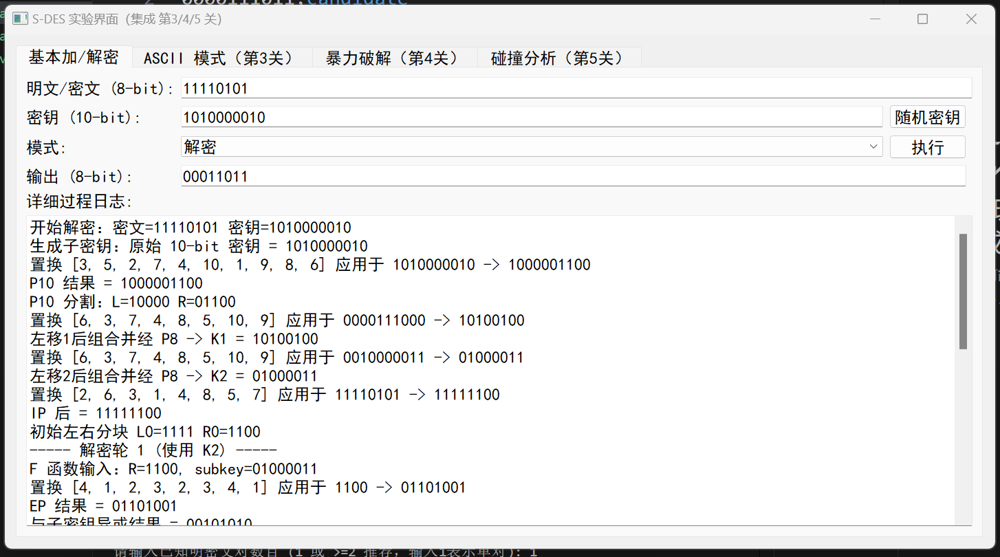 0000111011,candidate
S-DES 实验界面（集成 第3/4/5 关）
基本加/解密 ASCII 模式（第3关） 暴力破解（第4关） 碰撞分析（第5关）
明文/密文 (8-bit): 11110101
密钥 (10-bit): 1010000010 随机密钥
模式: 解密 执行
输出 (8-bit): 00011011
详细过程日志:
开始解密：密文=11110101 密钥=1010000010
生成子密钥：原始 10-bit 密钥 = 1010000010
置换 [3, 5, 2, 7, 4, 10, 1, 9, 8, 6] 应用于 1010000010 -> 1000001100
P10 结果 = 1000001100
P10 分割：L=10000 R=01100
置换 [6, 3, 7, 4, 8, 5, 10, 9] 应用于 0000111000 -> 10100100
左移1后组合并经 P8 -> K1 = 10100100
置换 [6, 3, 7, 4, 8, 5, 10, 9] 应用于 0010000011 -> 01000011
左移2后组合并经 P8 -> K2 = 01000011
置换 [2, 6, 3, 1, 4, 8, 5, 7] 应用于 11110101 -> 11111100
IP 后 = 11111100
初始左右分块 L0=1111 R0=1100
----- 解密轮 1（使用 K2）-----
F 函数输入：R=1100, subkey=01000011
置换 [4, 1, 2, 3, 2, 3, 4, 1] 应用于 1100 -> 01101001
EP 结果 = 01101001
与子密钥异或结果 = 00101010
请输入已知明密文对数目 (1 或 >=2 推荐，输入1表示单对): 1